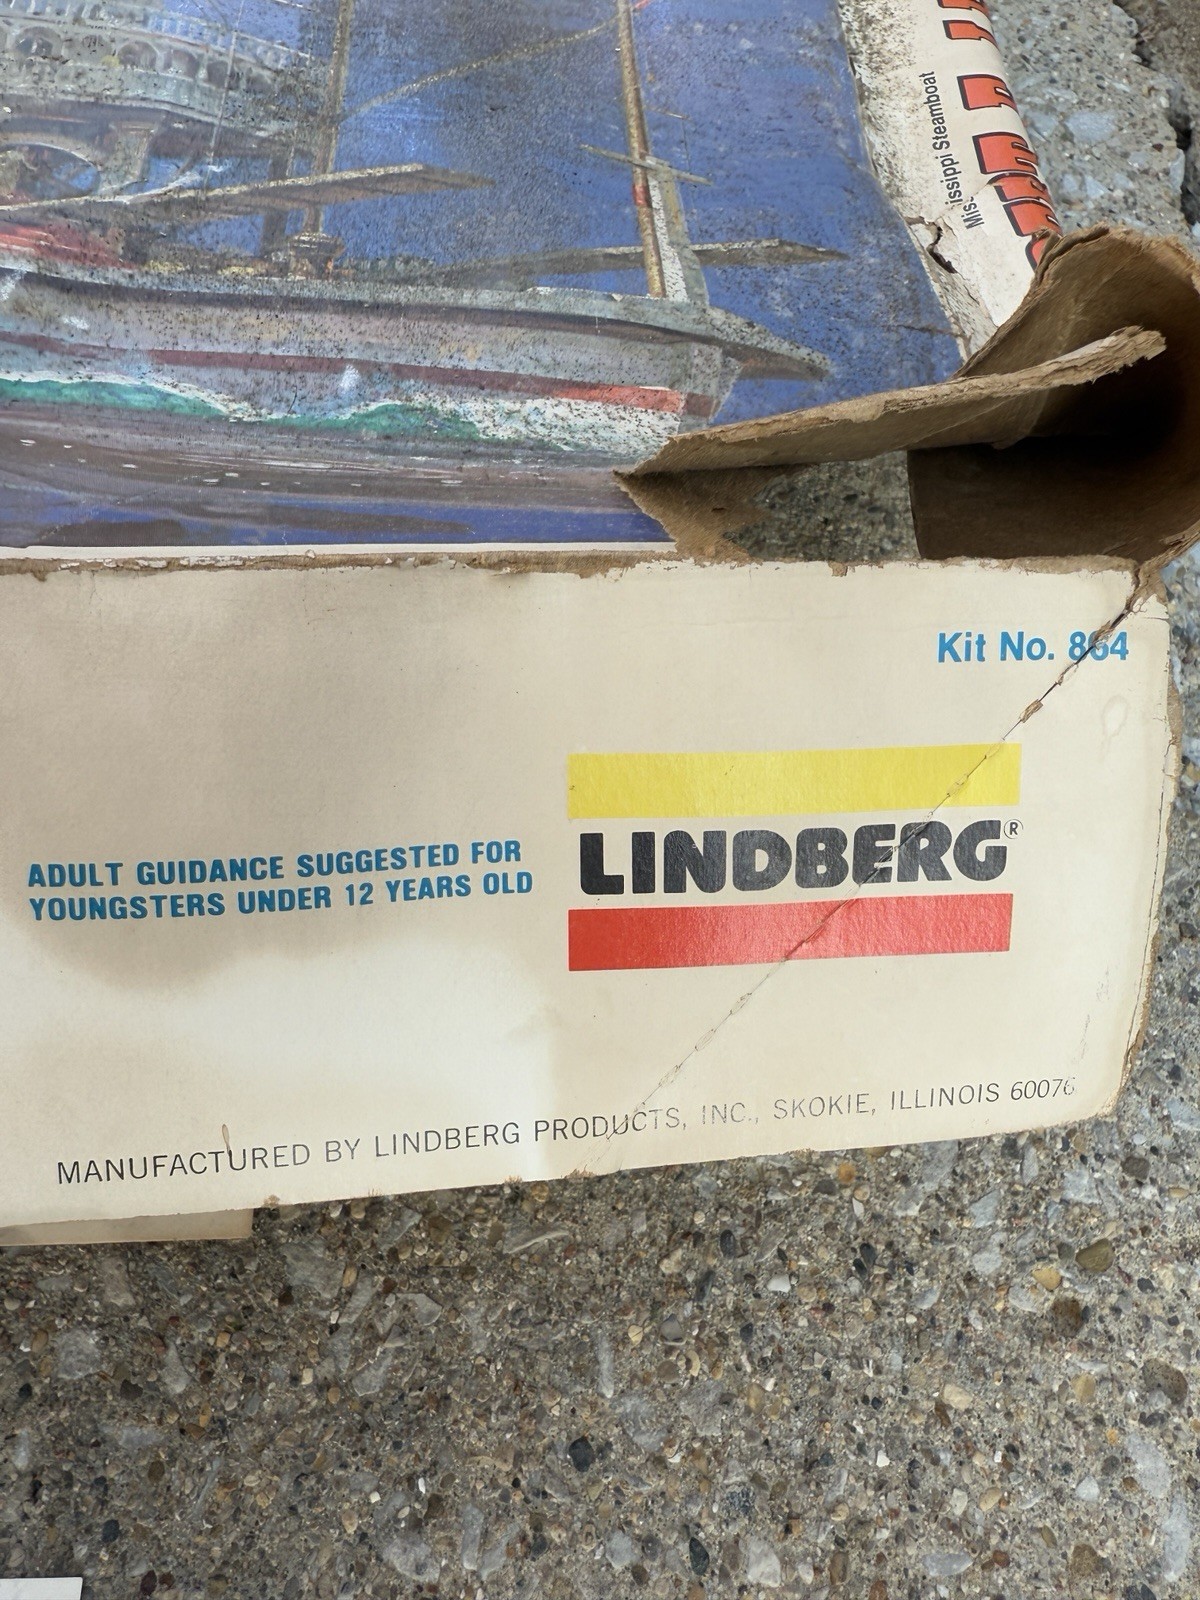 Mississippi Steamboat
Kit No. 864
ADULT GUIDANCE SUGGESTED FOR
YOUNGSTERS UNDER 12 YEARS OLD
LINDBERG®
MANUFACTURED BY LINDBERG PRODUCTS, INC., SKOKIE, ILLINOIS 60076